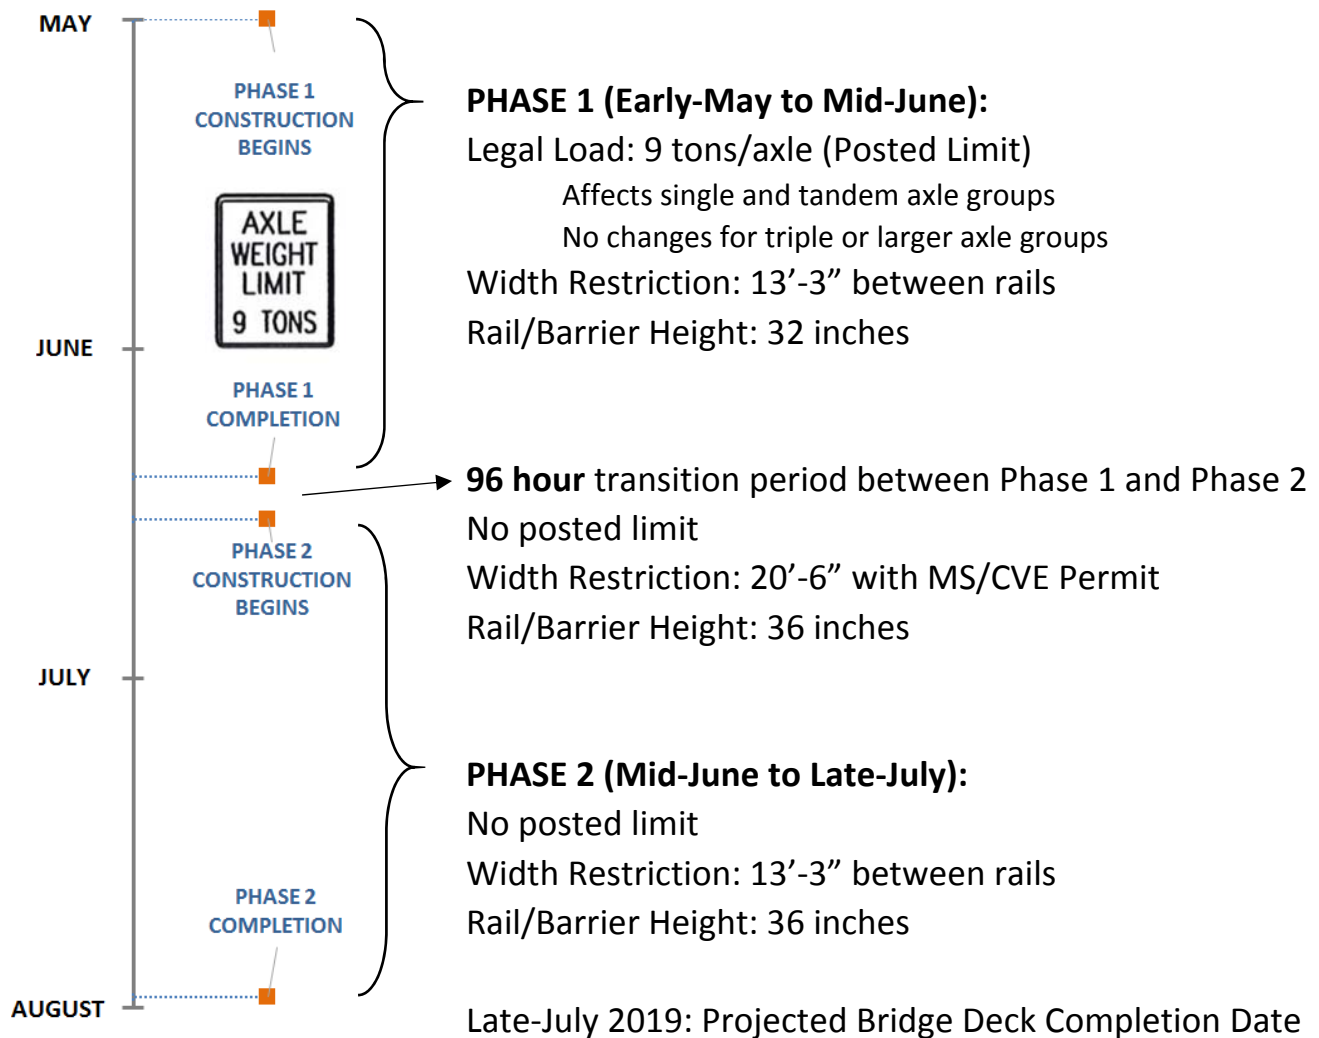 MAY
PHASE 1
CONSTRUCTION
BEGINS
PHASE 1 (Early-May to Mid-June):
Legal Load: 9 tons/axle (Posted Limit)
Affects single and tandem axle groups
No changes for triple or larger axle groups
Width Restriction: 13’-3” between rails
Rail/Barrier Height: 32 inches
AXLE
WEIGHT
LIMIT
9 TONS
JUNE
PHASE 1
COMPLETION
96 hour transition period between Phase 1 and Phase 2
No posted limit
Width Restriction: 20’-6” with MS/CVE Permit
Rail/Barrier Height: 36 inches
PHASE 2
CONSTRUCTION
BEGINS
JULY
PHASE 2 (Mid-June to Late-July):
No posted limit
Width Restriction: 13’-3” between rails
Rail/Barrier Height: 36 inches
PHASE 2
COMPLETION
AUGUST
Late-July 2019: Projected Bridge Deck Completion Date